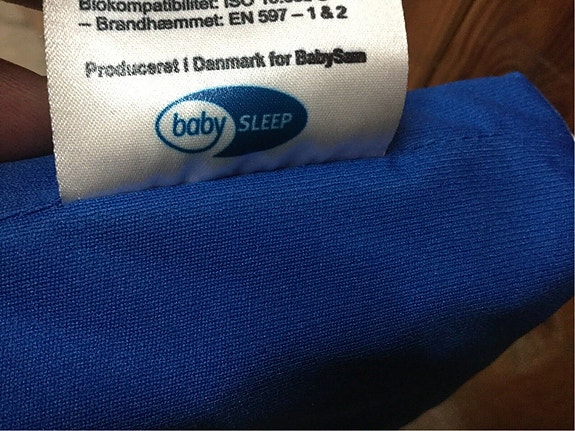 Biokompatibilitet: ISO
– Brandhæmmet: EN 597 – 1 & 2
Produceret i Danmark for BabySam
baby SLEEP